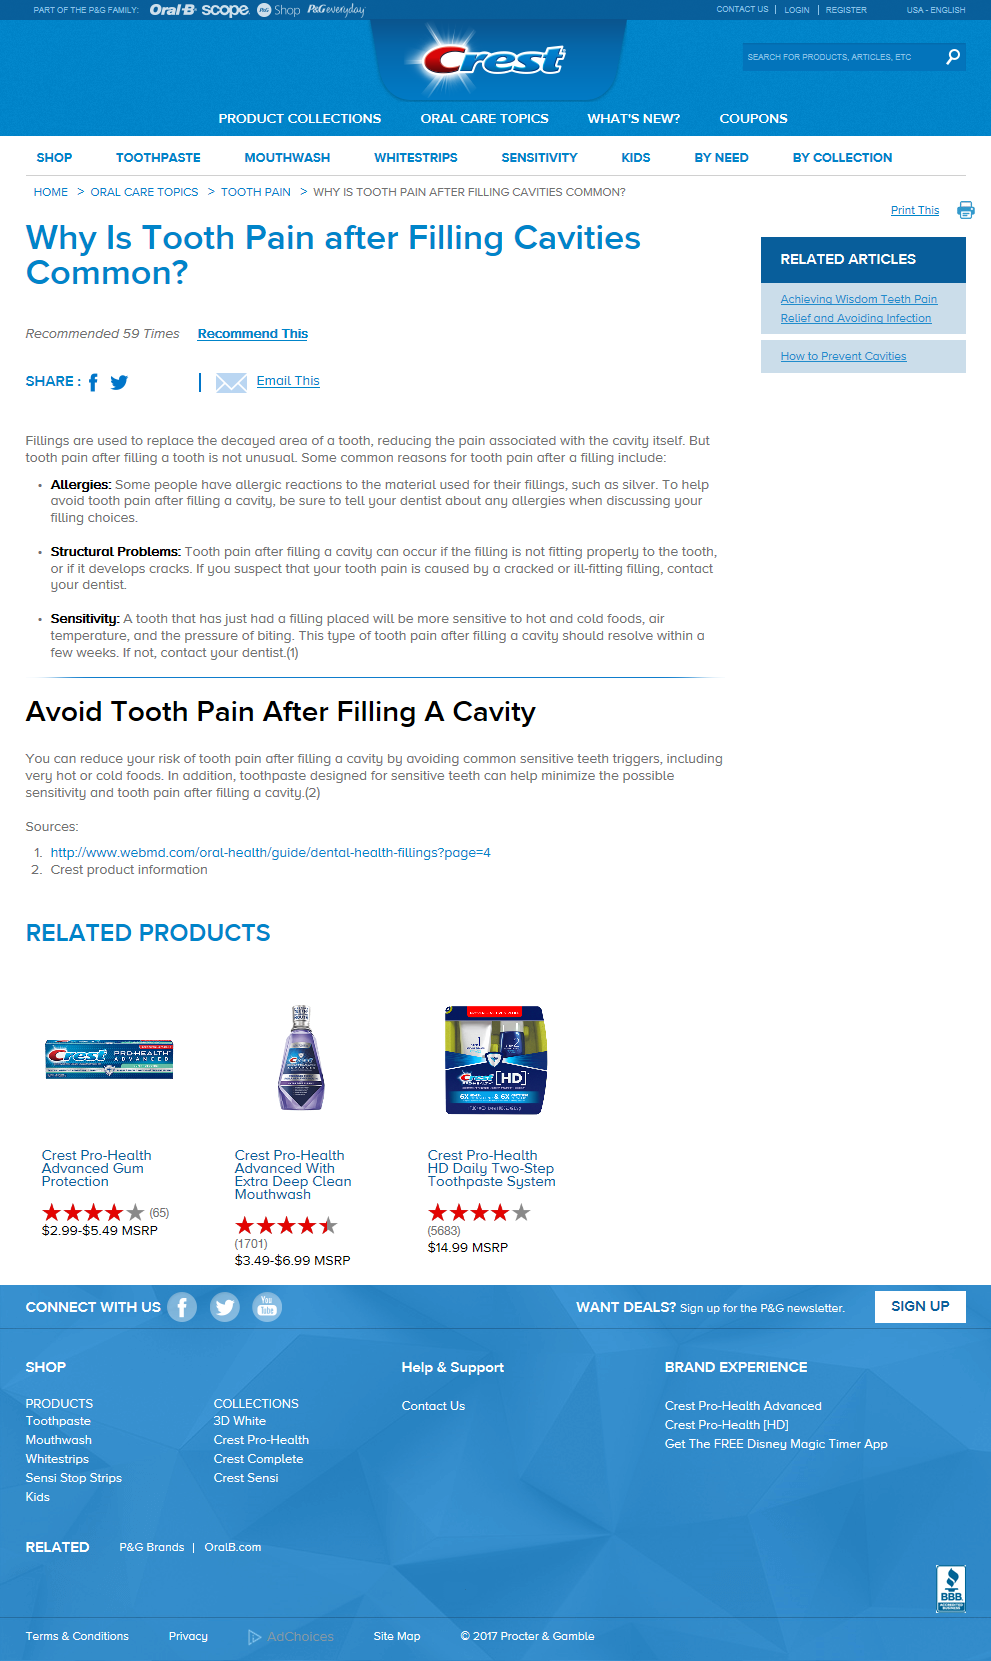 PART OF THE P&G FAMILY: Oral-B scope P&G Shop P&G everyday
CONTACT US | LOGIN | REGISTER USA - ENGLISH
Crest
SEARCH FOR PRODUCTS, ARTICLES, ETC
PRODUCT COLLECTIONS ORAL CARE TOPICS WHAT'S NEW? COUPONS
SHOP TOOTHPASTE MOUTHWASH WHITESTRIPS SENSITIVITY KIDS BY NEED BY COLLECTION
HOME > ORAL CARE TOPICS > TOOTH PAIN > WHY IS TOOTH PAIN AFTER FILLING CAVITIES COMMON?
Print This
Why Is Tooth Pain after Filling Cavities
Common?
RELATED ARTICLES
Achieving Wisdom Teeth Pain
Relief and Avoiding Infection
How to Prevent Cavities
Recommended 59 Times Recommend This
SHARE : | Email This
Fillings are used to replace the decayed area of a tooth, reducing the pain associated with the cavity itself. But
tooth pain after filling a tooth is not unusual. Some common reasons for tooth pain after a filling include:
• Allergies: Some people have allergic reactions to the material used for their fillings, such as silver. To help
avoid tooth pain after filling a cavity, be sure to tell your dentist about any allergies when discussing your
filling choices.
• Structural Problems: Tooth pain after filling a cavity can occur if the filling is not fitting properly to the tooth,
or if it develops cracks. If you suspect that your tooth pain is caused by a cracked or ill-fitting filling, contact
your dentist.
• Sensitivity: A tooth that has just had a filling placed will be more sensitive to hot and cold foods, air
temperature, and the pressure of biting. This type of tooth pain after filling a cavity should resolve within a
few weeks. If not, contact your dentist.(1)
Avoid Tooth Pain After Filling A Cavity
You can reduce your risk of tooth pain after filling a cavity by avoiding common sensitive teeth triggers, including
very hot or cold foods. In addition, toothpaste designed for sensitive teeth can help minimize the possible
sensitivity and tooth pain after filling a cavity.(2)
Sources:
1. http://www.webmd.com/oral-health/guide/dental-health-fillings?page=4
2. Crest product information
RELATED PRODUCTS
Crest PRO-HEALTH
ADVANCED
Crest
1 2
Crest [HD]
PRO-HEALTH
6X & 6X
Crest Pro-Health
Advanced Gum
Protection
(65)
$2.99-$5.49 MSRP
Crest Pro-Health
Advanced With
Extra Deep Clean
Mouthwash
(1701)
$3.49-$6.99 MSRP
Crest Pro-Health
HD Daily Two-Step
Toothpaste System
(5683)
$14.99 MSRP
CONNECT WITH US You Tube
WANT DEALS? Sign up for the P&G newsletter. SIGN UP
SHOP
PRODUCTS
Toothpaste
Mouthwash
Whitestrips
Sensi Stop Strips
Kids
COLLECTIONS
3D White
Crest Pro-Health
Crest Complete
Crest Sensi
Help & Support
Contact Us
BRAND EXPERIENCE
Crest Pro-Health Advanced
Crest Pro-Health [HD]
Get The FREE Disney Magic Timer App
RELATED P&G Brands | OralB.com
BBB
ACCREDITED
BUSINESS
Terms & Conditions Privacy AdChoices Site Map © 2017 Procter & Gamble